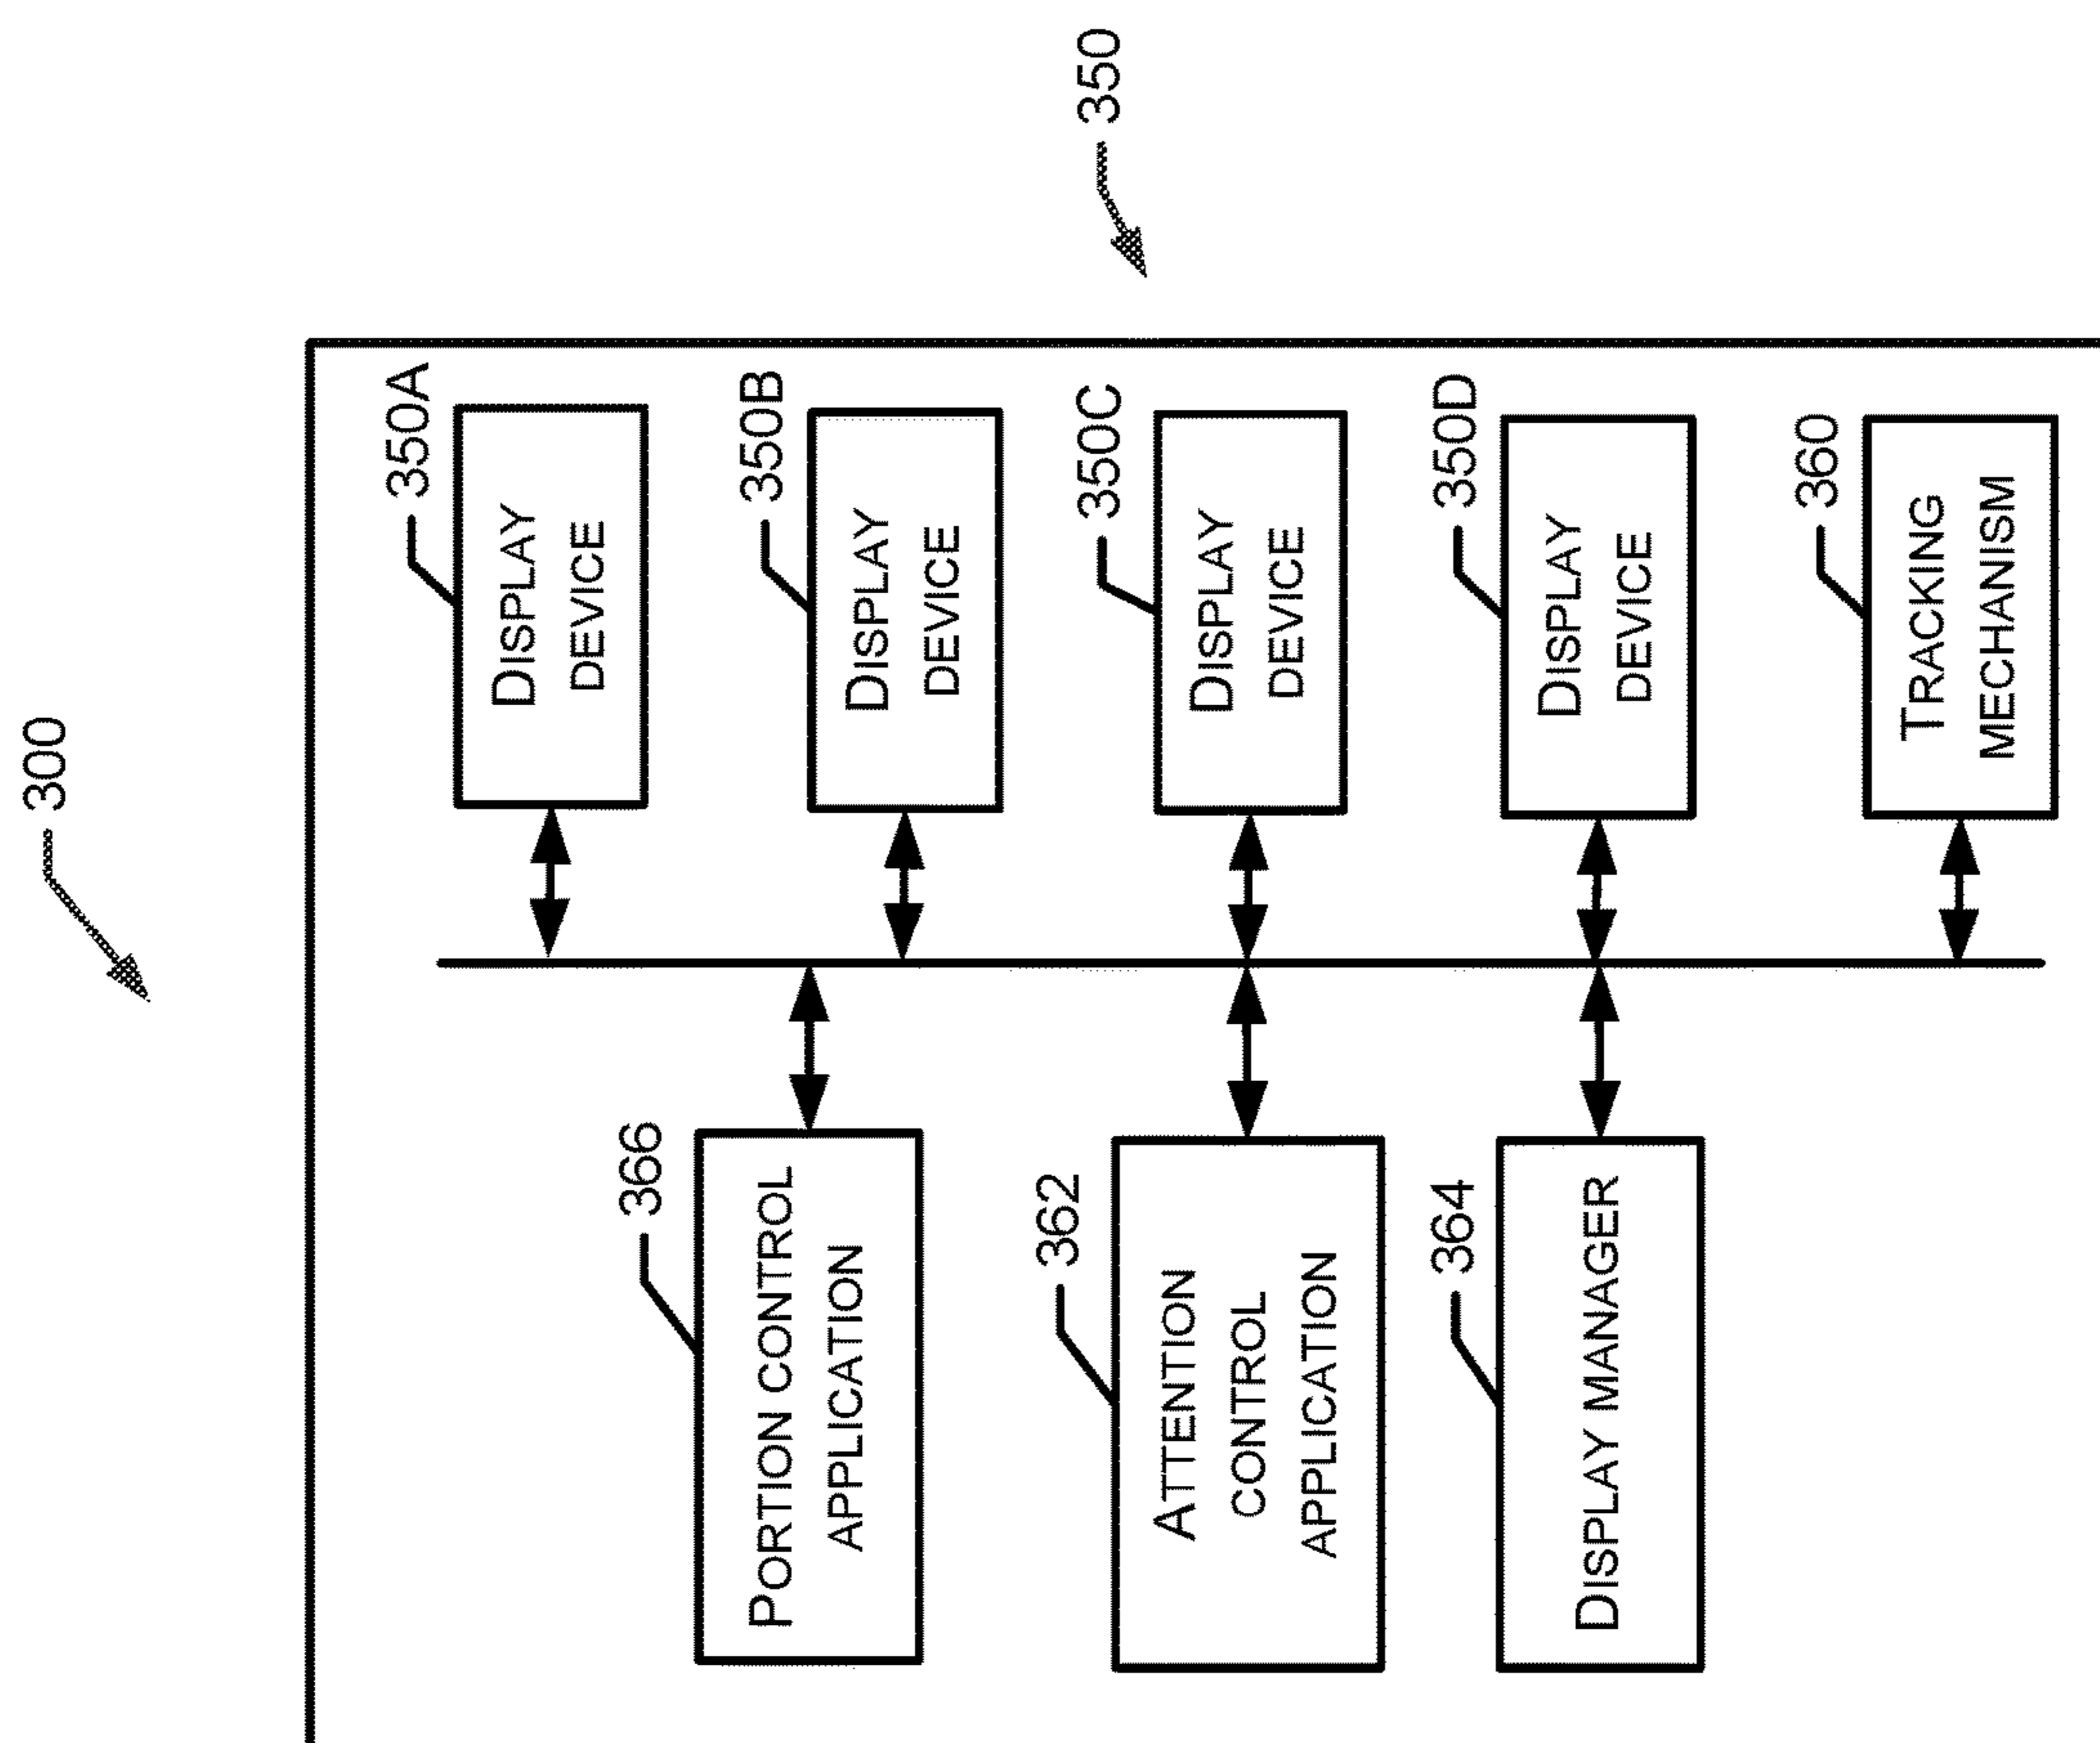 300
350
350A
DISPLAY
DEVICE
350B
DISPLAY
DEVICE
350C
DISPLAY
DEVICE
350D
DISPLAY
DEVICE
360
TRACKING
MECHANISM
366
PORTION CONTROL
APPLICATION
362
ATTENTION
CONTROL
APPLICATION
364
DISPLAY MANAGER